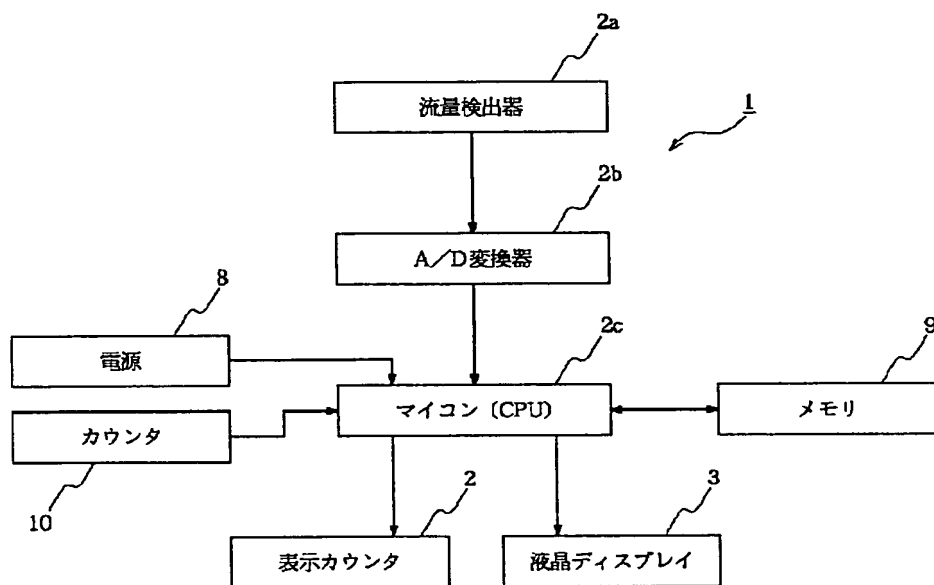 2a
流量検出器
1
2b
A/D変換器
8
電源
2c
9
マイコン(CPU)
メモリ
カウンタ
10
2
3
表示カウンタ
液晶ディスプレイ